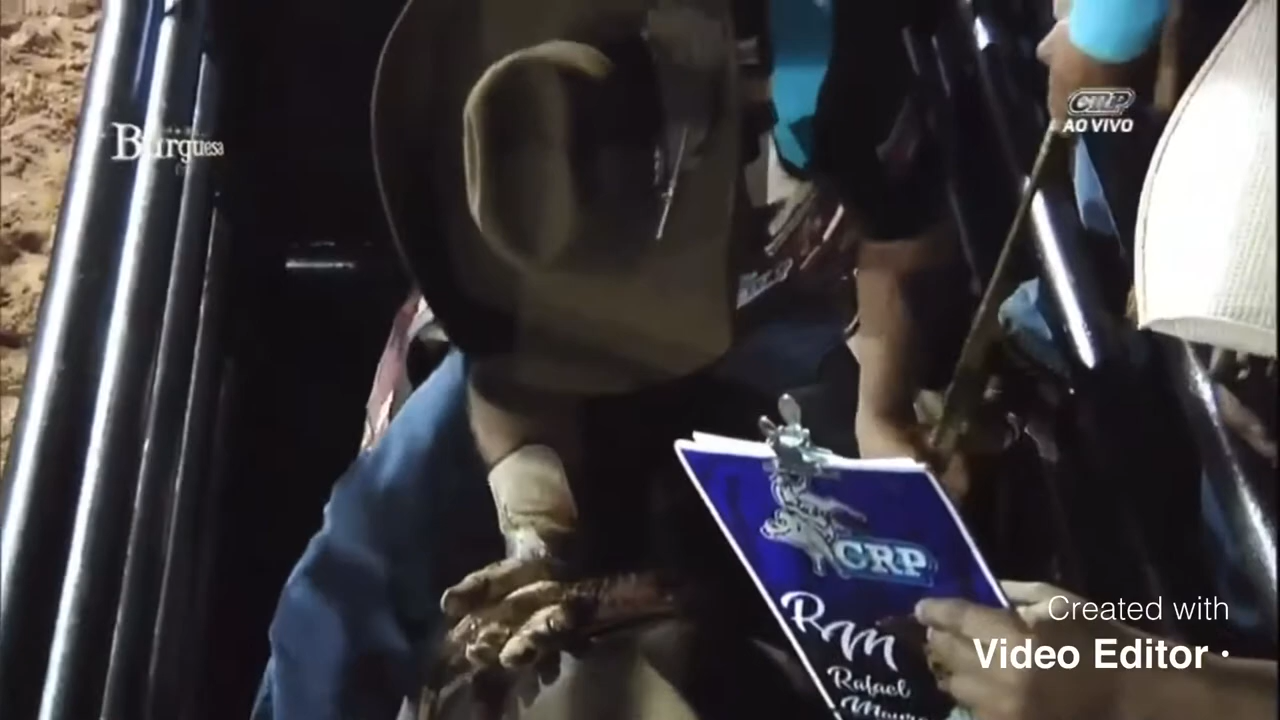 Burguesa
CRP
AO VIVO
CRP
RM
Rafael
Created with
Video Editor